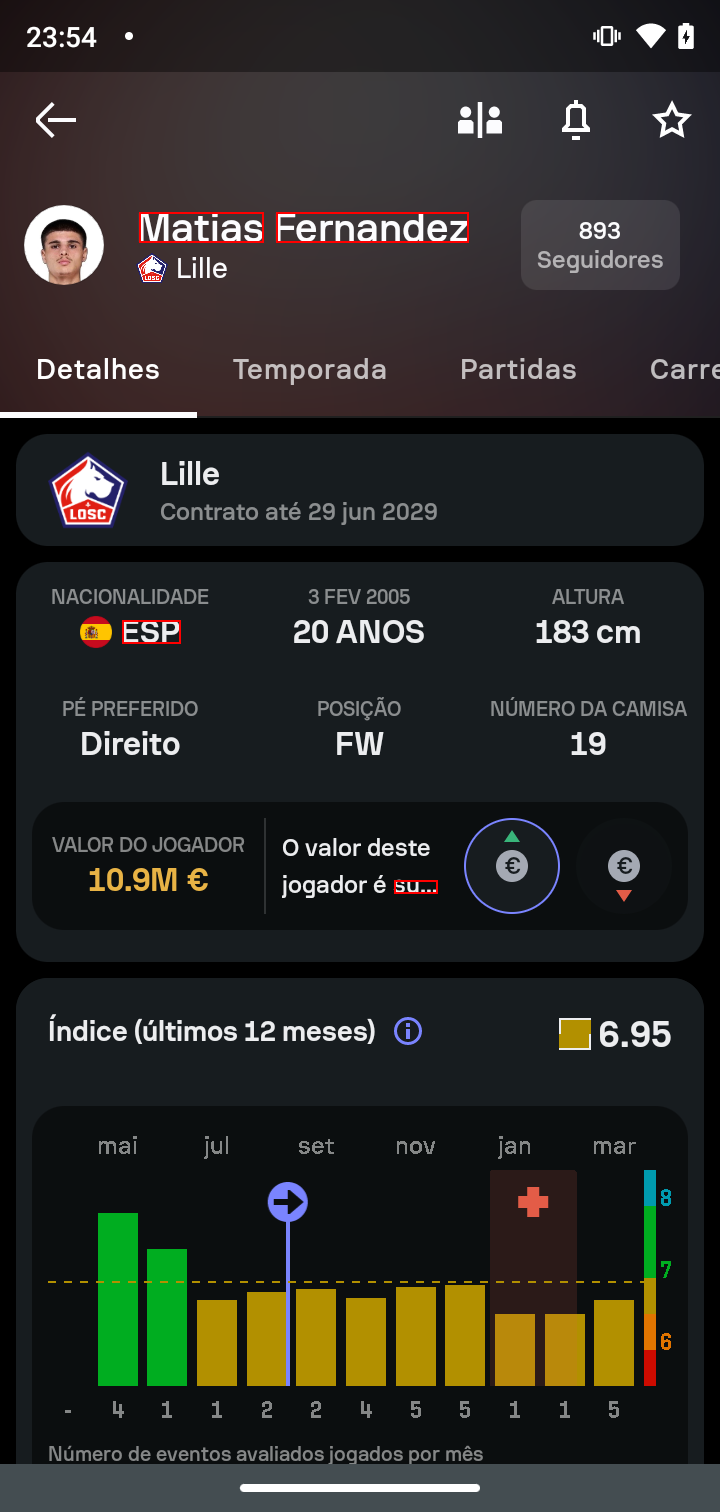 23:54
Matias Fernandez
Lille
893
Seguidores
Detalhes Temporada Partidas Carre
Lille
LOSC
Contrato até 29 jun 2029
NACIONALIDADE 3 FEV 2005 ALTURA
ESP 20 ANOS 183 cm
PÉ PREFERIDO POSIÇÃO NÚMERO DA CAMISA
Direito FW 19
VALOR DO JOGADOR
10.9M €
O valor deste
jogador é su...
€ €
Índice (últimos 12 meses) 6.95
mai jul set nov jan mar
8
7
6
- 4 1 1 2 2 4 5 5 1 1 5
Número de eventos avaliados jogados por mês